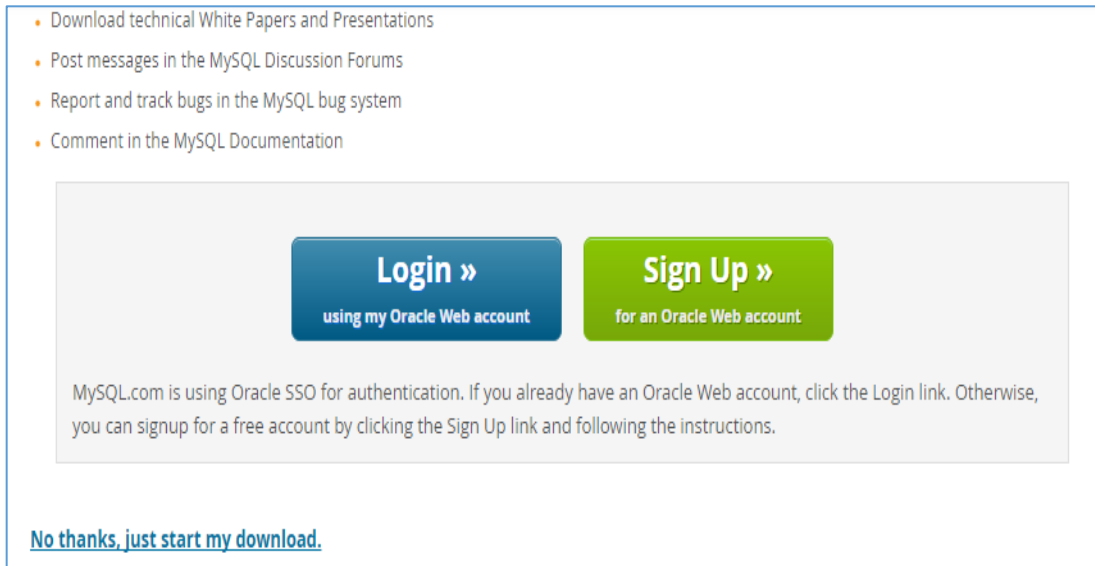 • Download technical White Papers and Presentations
• Post messages in the MySQL Discussion Forums
• Report and track bugs in the MySQL bug system
• Comment in the MySQL Documentation
Login »
using my Oracle Web account
Sign Up »
for an Oracle Web account
MySQL.com is using Oracle SSO for authentication. If you already have an Oracle Web account, click the Login link. Otherwise,
you can signup for a free account by clicking the Sign Up link and following the instructions.
No thanks, just start my download.